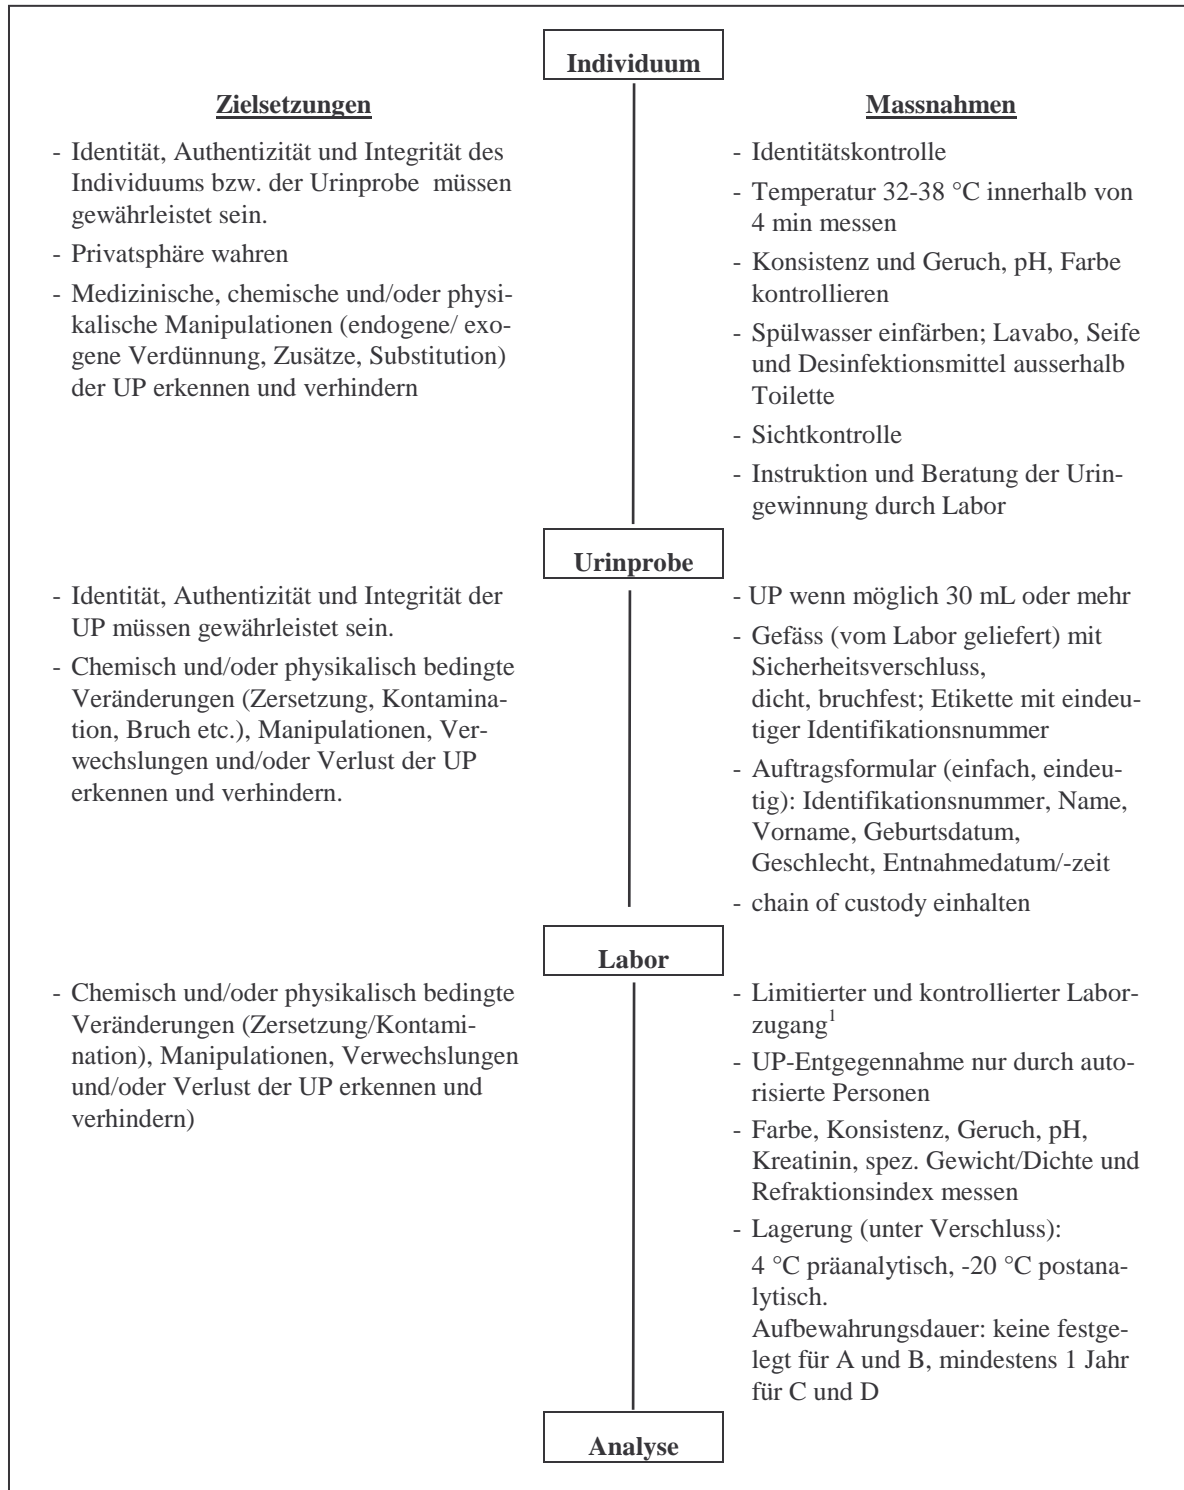 Individuum
Zielsetzungen
- Identität, Authentizität und Integrität des
Individuums bzw. der Urinprobe müssen
gewährleistet sein.
- Privatsphäre wahren
- Medizinische, chemische und/oder physi-
kalische Manipulationen (endogene/ exo-
gene Verdünnung, Zusätze, Substitution)
der UP erkennen und verhindern
Massnahmen
- Identitätskontrolle
- Temperatur 32-38 °C innerhalb von
4 min messen
- Konsistenz und Geruch, pH, Farbe
kontrollieren
- Spülwasser einfärben; Lavabo, Seife
und Desinfektionsmittel ausserhalb
Toilette
- Sichtkontrolle
- Instruktion und Beratung der Urin-
gewinnung durch Labor
Urinprobe
- Identität, Authentizität und Integrität der
UP müssen gewährleistet sein.
- Chemisch und/oder physikalisch bedingte
Veränderungen (Zersetzung, Kontamina-
tion, Bruch etc.), Manipulationen, Ver-
wechslungen und/oder Verlust der UP
erkennen und verhindern.
- UP wenn möglich 30 mL oder mehr
- Gefäss (vom Labor geliefert) mit
Sicherheitsverschluss,
dicht, bruchfest; Etikette mit eindeu-
tiger Identifikationsnummer
- Auftragsformular (einfach, eindeu-
tig): Identifikationsnummer, Name,
Vorname, Geburtsdatum,
Geschlecht, Entnahmedatum/-zeit
- chain of custody einhalten
Labor
- Chemisch und/oder physikalisch bedingte
Veränderungen (Zersetzung/Kontami-
nation), Manipulationen, Verwechslungen
und/oder Verlust der UP erkennen und
verhindern)
- Limitierter und kontrollierter Labor-
zugang¹
- UP-Entgegennahme nur durch auto-
risierte Personen
- Farbe, Konsistenz, Geruch, pH,
Kreatinin, spez. Gewicht/Dichte und
Refraktionsindex messen
- Lagerung (unter Verschluss):
4 °C präanalytisch, -20 °C postana-
lytisch.
Aufbewahrungsdauer: keine festge-
legt für A und B, mindestens 1 Jahr
für C und D
Analyse